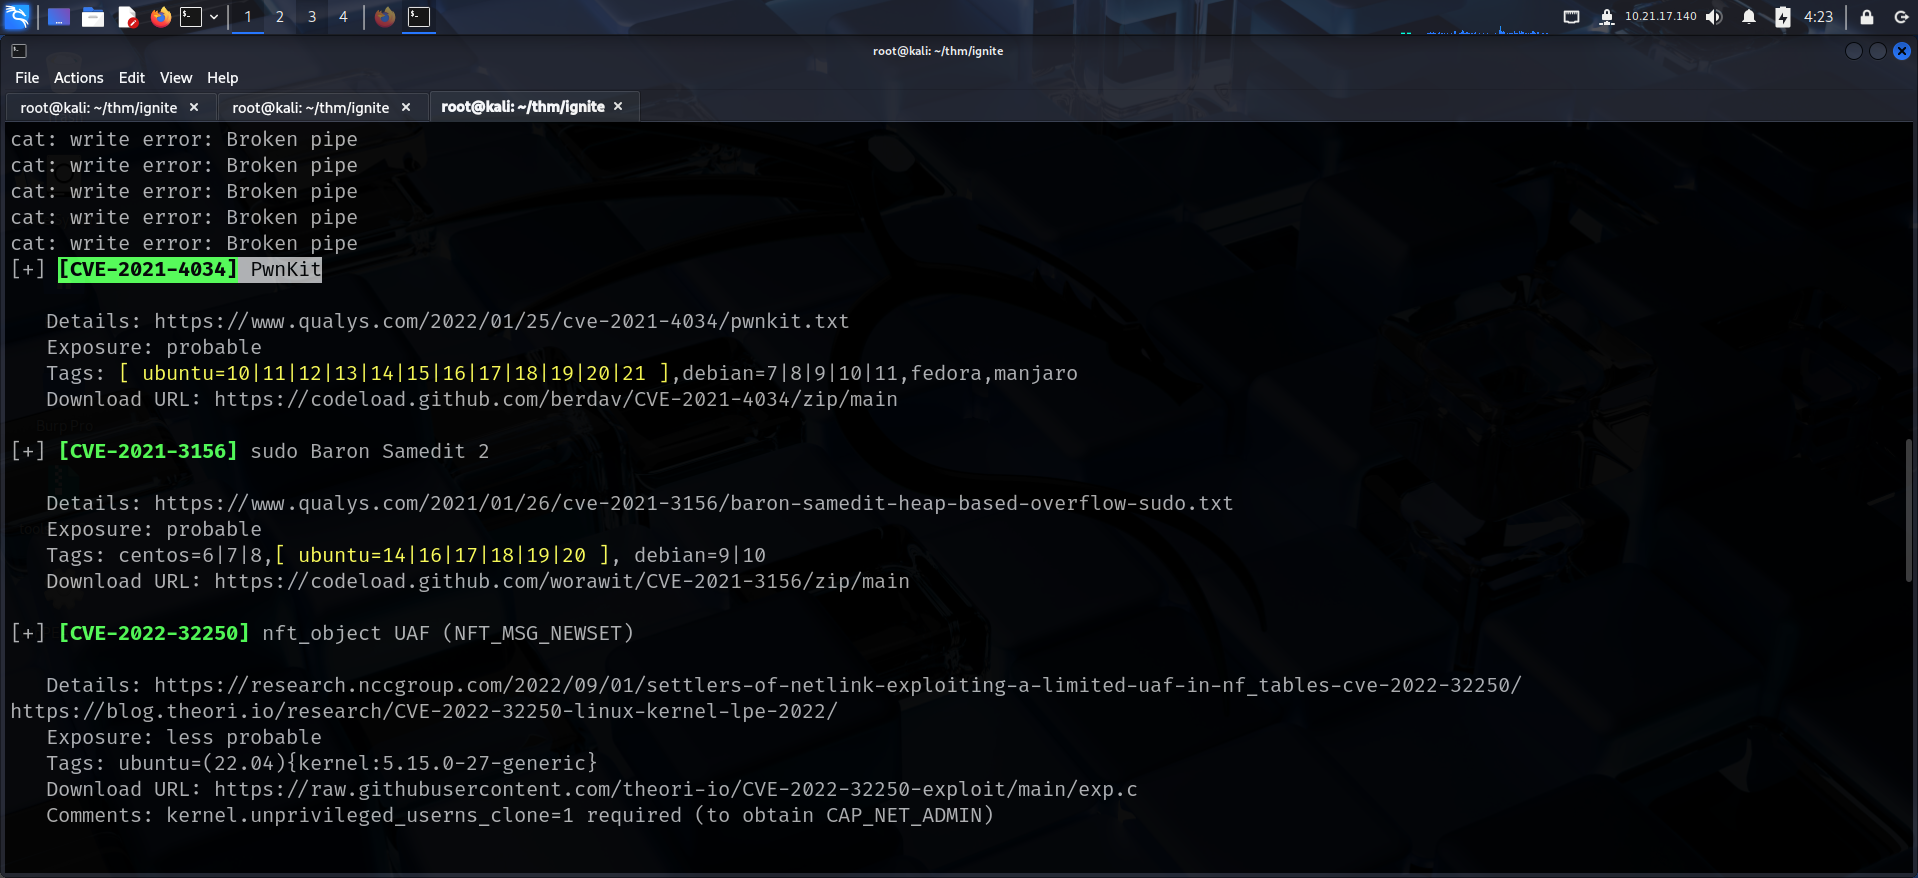 1 2 3 4 10.21.17.140 4:23
root@kali: ~/thm/ignite
File Actions Edit View Help
root@kali: ~/thm/ignite × root@kali: ~/thm/ignite × root@kali: ~/thm/ignite ×
cat: write error: Broken pipe
cat: write error: Broken pipe
cat: write error: Broken pipe
cat: write error: Broken pipe
cat: write error: Broken pipe
[+] [CVE-2021-4034] PwnKit
Details: https://www.qualys.com/2022/01/25/cve-2021-4034/pwnkit.txt
Exposure: probable
Tags: [ ubuntu=10|11|12|13|14|15|16|17|18|19|20|21 ],debian=7|8|9|10|11,fedora,manjaro
Download URL: https://codeload.github.com/berdav/CVE-2021-4034/zip/main
[+] [CVE-2021-3156] sudo Baron Samedit 2
Details: https://www.qualys.com/2021/01/26/cve-2021-3156/baron-samedit-heap-based-overflow-sudo.txt
Exposure: probable
Tags: centos=6|7|8,[ ubuntu=14|16|17|18|19|20 ], debian=9|10
Download URL: https://codeload.github.com/worawit/CVE-2021-3156/zip/main
[+] [CVE-2022-32250] nft_object UAF (NFT_MSG_NEWSET)
Details: https://research.nccgroup.com/2022/09/01/settlers-of-netlink-exploiting-a-limited-uaf-in-nf_tables-cve-2022-32250/
https://blog.theori.io/research/CVE-2022-32250-linux-kernel-lpe-2022/
Exposure: less probable
Tags: ubuntu=(22.04){kernel:5.15.0-27-generic}
Download URL: https://raw.githubusercontent.com/theori-io/CVE-2022-32250-exploit/main/exp.c
Comments: kernel.unprivileged_userns_clone=1 required (to obtain CAP_NET_ADMIN)